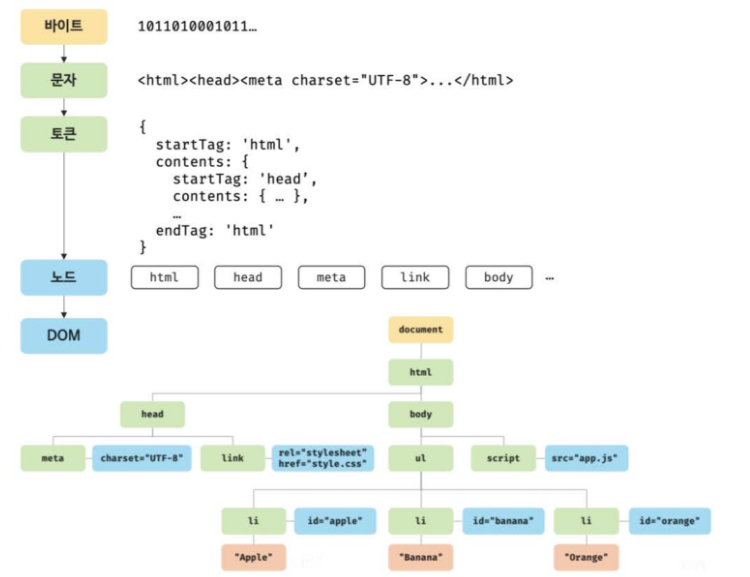 바이트 1011010001011…
문자 <html><head><meta charset="UTF-8">...</html>
토큰
{
startTag: 'html',
contents: {
startTag: 'head’,
contents: { … },
…
endTag: 'html'
}
노드 html head meta link body …
DOM
document
html
head body
meta charset="UTF-8" link rel="stylesheet"
href="style.css" ul script src="app.js"
li id="apple" li id="banana" li id="orange"
"Apple" "Banana" "Orange"